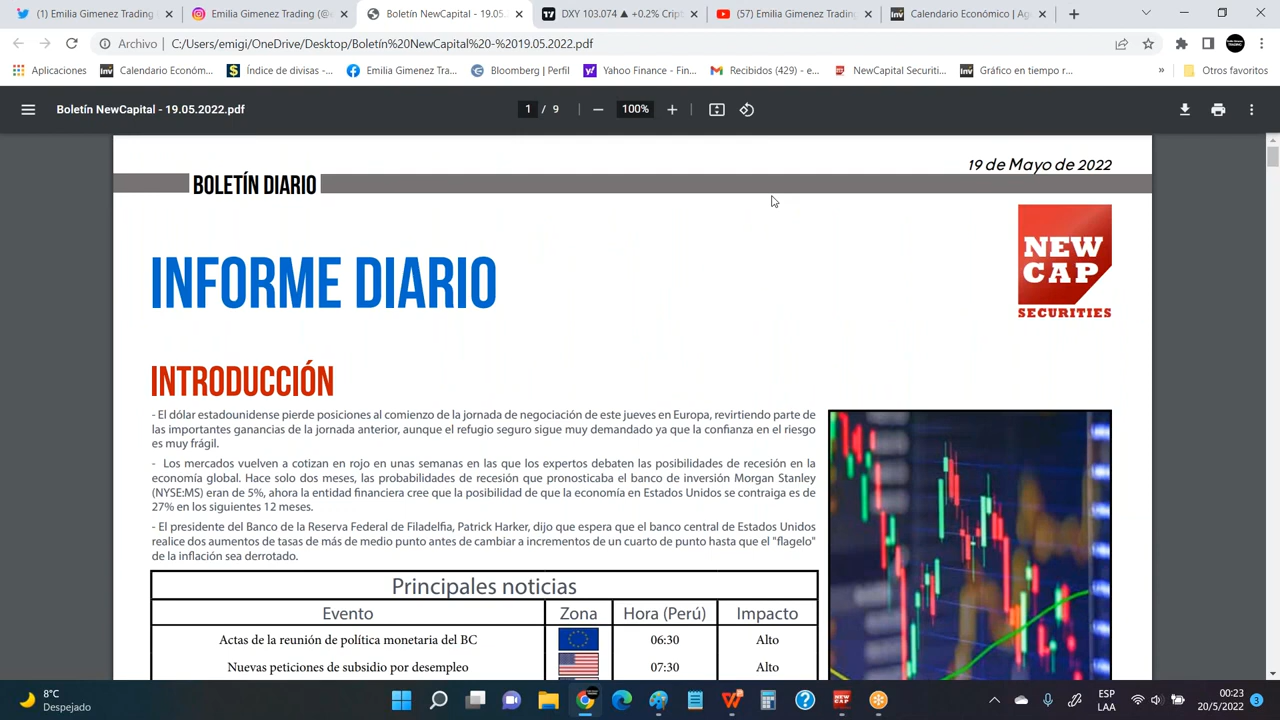 (1) Emilia Gimenez Trading (
Emilia Gimenez Trading (@
Boletín NewCapital - 19.05.
DXY 103.074 ▲ +0.2% Cript
(57) Emilia Gimenez Trading
Calendario Económico | Ag
Archivo | C:/Users/emigi/OneDrive/Desktop/Boletín%20NewCapital%20-%2019.05.2022.pdf
Aplicaciones
Calendario Económ...
Índice de divisas -...
Emilia Gimenez Tra...
Bloomberg | Perfil
Yahoo Finance - Fin...
Recibidos (429) - e...
NewCapital Securiti...
Gráfico en tiempo r...
»
Otros favoritos
Boletín NewCapital - 19.05.2022.pdf
1 / 9
100%
19 de Mayo de 2022
BOLETÍN DIARIO
INFORME DIARIO
NEW
CAP
SECURITIES
INTRODUCCIÓN
- El dólar estadounidense pierde posiciones al comienzo de la jornada de negociación de este jueves en Europa, revirtiendo parte de
las importantes ganancias de la jornada anterior, aunque el refugio seguro sigue muy demandado ya que la confianza en el riesgo
es muy frágil.
- Los mercados vuelven a cotizan en rojo en unas semanas en las que los expertos debaten las posibilidades de recesión en la
economía global. Hace solo dos meses, las probabilidades de recesión que pronosticaba el banco de inversión Morgan Stanley
(NYSE:MS) eran de 5%, ahora la entidad financiera cree que la posibilidad de que la economía en Estados Unidos se contraiga es de
27% en los siguientes 12 meses.
- El presidente del Banco de la Reserva Federal de Filadelfia, Patrick Harker, dijo que espera que el banco central de Estados Unidos
realice dos aumentos de tasas de más de medio punto antes de cambiar a incrementos de un cuarto de punto hasta que el "flagelo"
de la inflación sea derrotado.
Principales noticias
Evento Zona Hora (Perú) Impacto
Actas de la reunión de política monetaria del BC 06:30 Alto
Nuevas peticiones de subsidio por desempleo 07:30 Alto
8°C
Despejado
ESP
LAA
00:23
20/5/2022
3